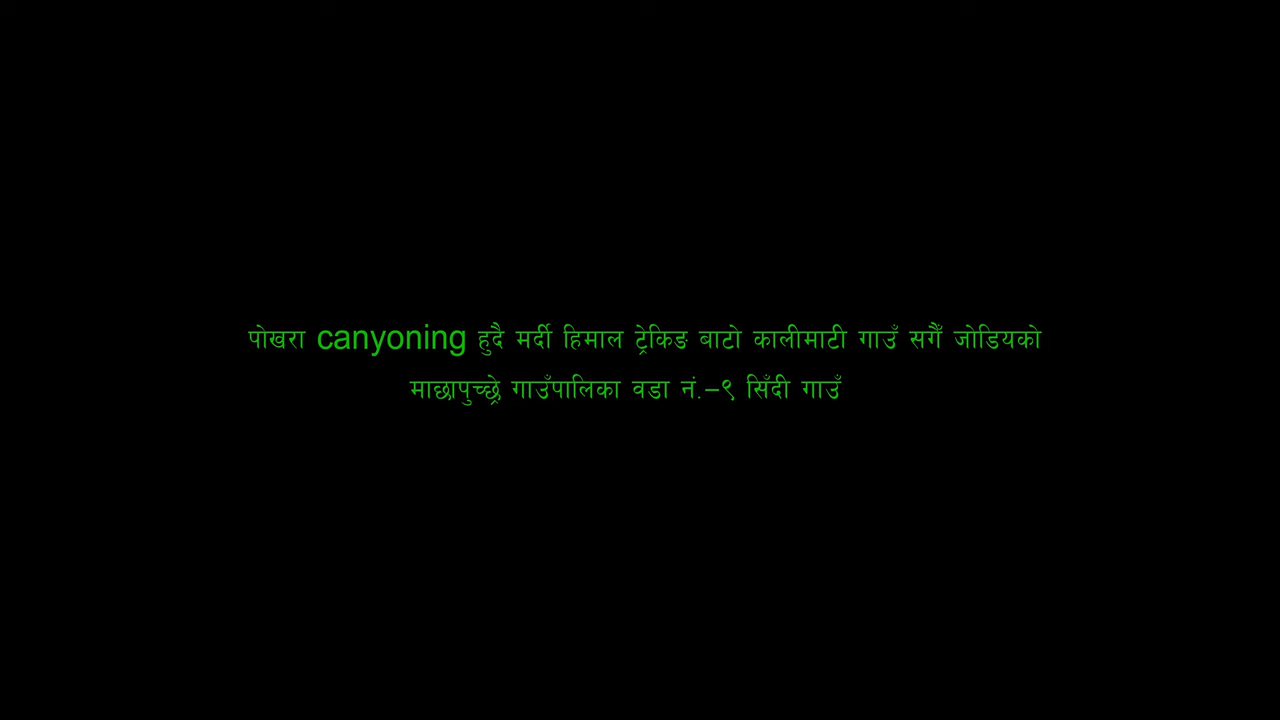 पोखरा canyoning हुदै मर्दी हिमाल ट्रेकिङ बाटो कालीमाटी गाउँ सगैँ जोडियको
माछापुच्छ्रे गाउँपालिका वडा नं.–९ सिँदी गाउँ